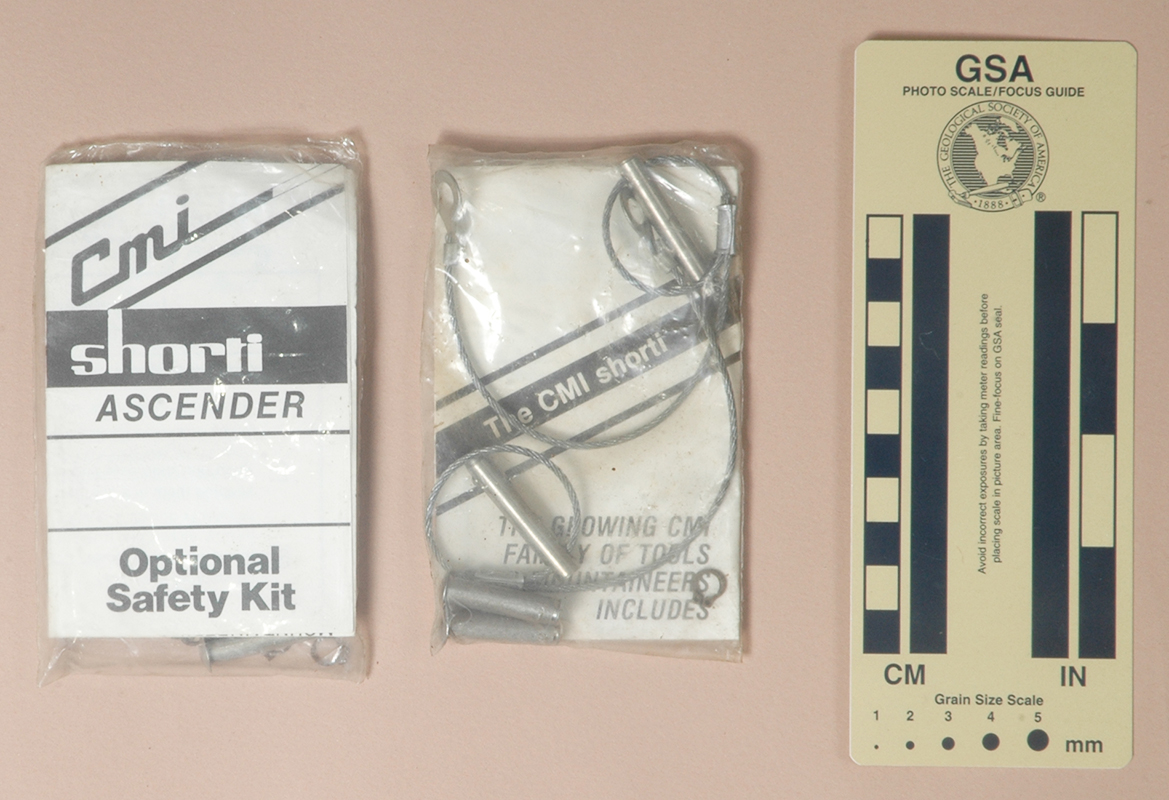 Cmi
shorti
ASCENDER
Optional
Safety Kit
The CMI shorti
THE GROWING CMI
FAMILY OF TOOLS
MOUNTAINEERS
INCLUDES
GSA
PHOTO SCALE/FOCUS GUIDE
THE GEOLOGICAL SOCIETY OF AMERICA
·1888·
®
Avoid incorrect exposures by taking meter readings before
placing scale in picture area. Fine-focus on GSA seal.
CM IN
Grain Size Scale
1 2 3 4 5
mm